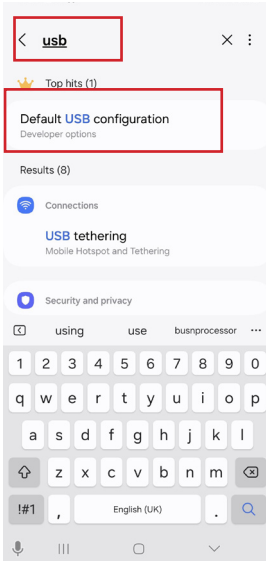 usb
Top hits (1)
Default USB configuration
Developer options
Results (8)
Connections
USB tethering
Mobile Hotspot and Tethering
Security and privacy
using use busnprocessor
1 2 3 4 5 6 7 8 9 0
q w e r t y u i o p
a s d f g h j k l
z x c v b n m
!#1 , English (UK) .